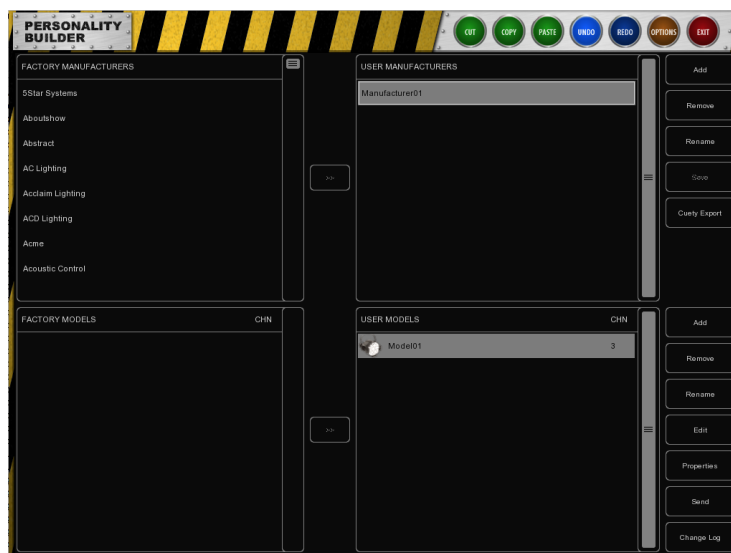 PERSONALITY
BUILDER
CUT
COPY
PASTE
UNDO
REDO
OPTIONS
EXIT
FACTORY MANUFACTURERS
5Star Systems
Aboutshow
Abstract
AC Lighting
Acclaim Lighting
ACD Lighting
Acme
Acoustic Control
>>
USER MANUFACTURERS
Manufacturer01
Add
Remove
Rename
Save
Cuety Export
FACTORY MODELS CHN
>>
USER MODELS CHN
Model01 3
Add
Remove
Rename
Edit
Properties
Send
Change Log